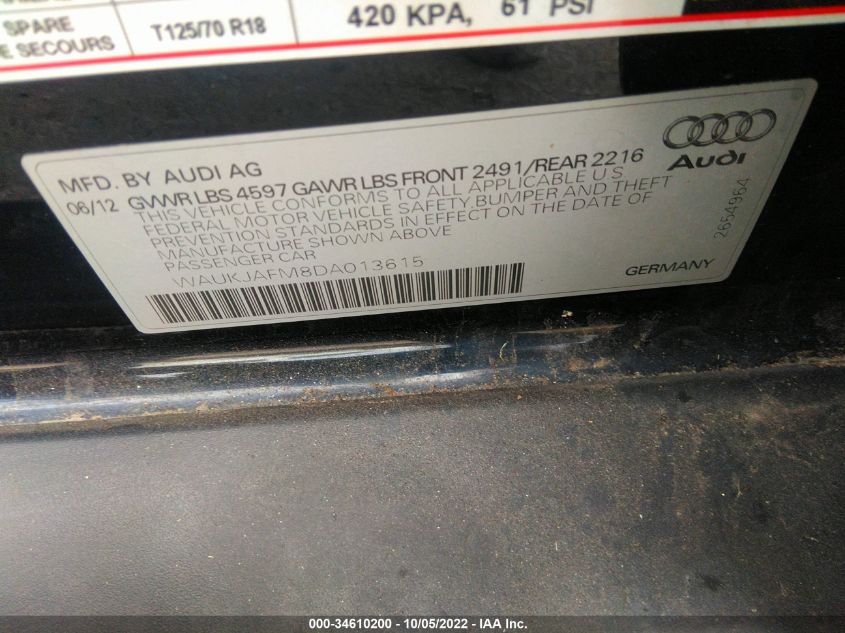 SPARE
SECOURS
T125/70 R18
420 KPA, 61 PSI
MFD. BY AUDI AG
06/12 GVWR LBS 4597 GAWR LBS FRONT 2491/REAR 2216
THIS VEHICLE CONFORMS TO ALL APPLICABLE U S
FEDERAL MOTOR VEHICLE SAFETY,BUMPER AND THEFT
PREVENTION STANDARDS IN EFFECT ON THE DATE OF
MANUFACTURE SHOWN ABOVE
PASSENGER CAR
WAUKJAFM8DA013615
GERMANY
Audi
2654964
000-34610200 - 10/05/2022 - IAA Inc.